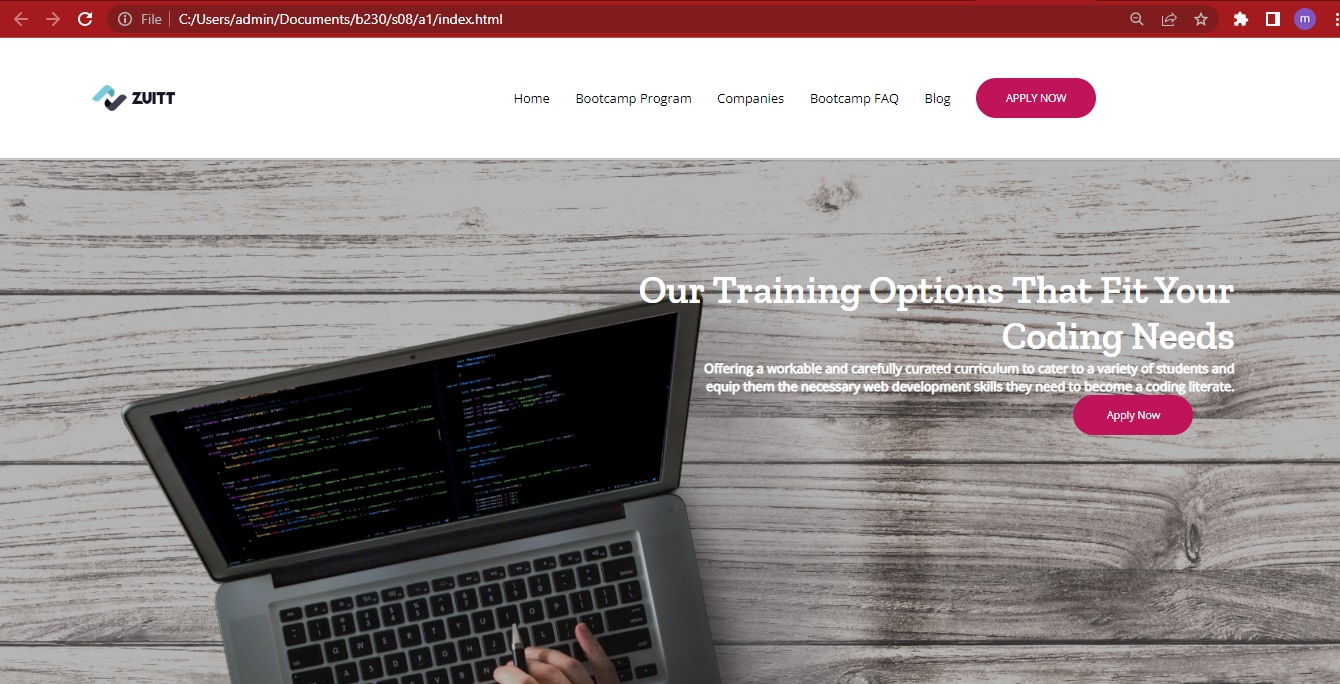 File
C:/Users/admin/Documents/b230/s08/a1/index.html
m
ZUITT
Home
Bootcamp Program
Companies
Bootcamp FAQ
Blog
APPLY NOW
Our Training Options That Fit Your
Coding Needs
Offering a workable and carefully curated curriculum to cater to a variety of students and
equip them the necessary web development skills they need to become a coding literate.
Apply Now